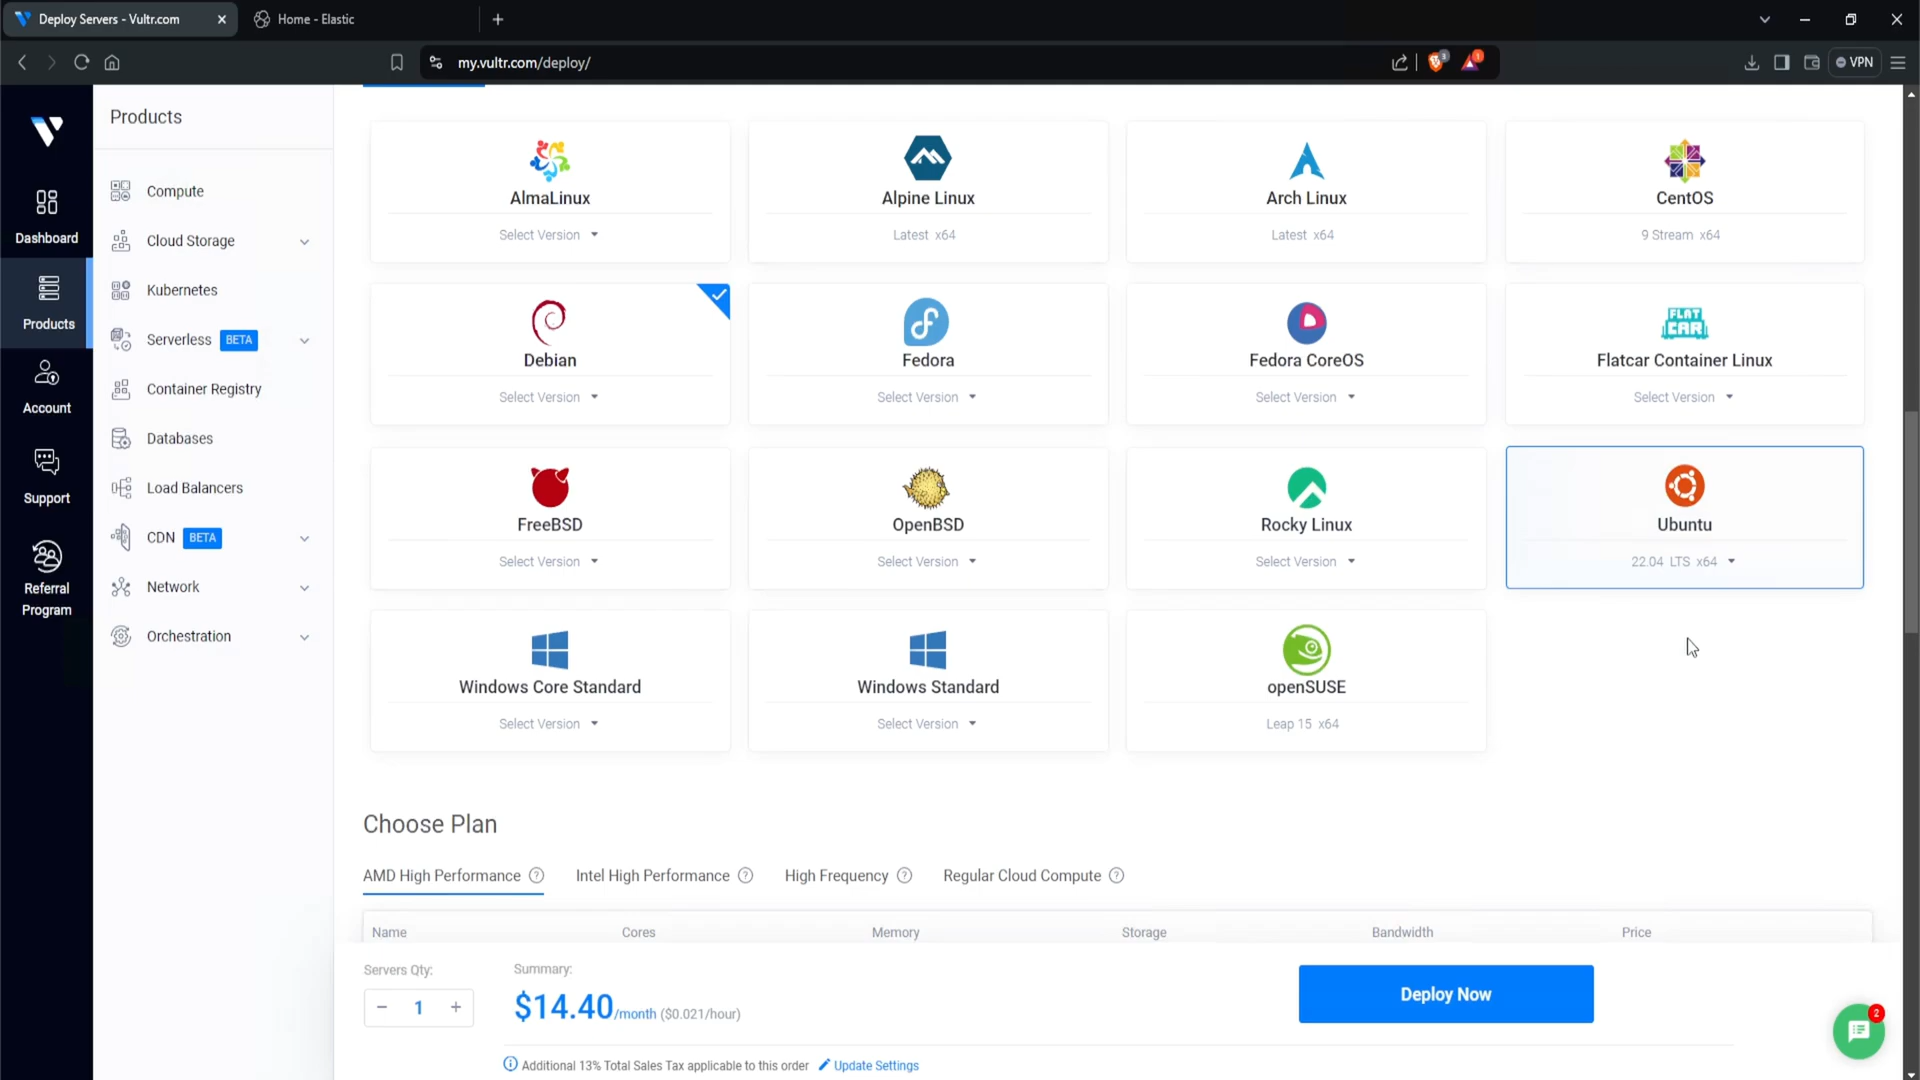 Deploy Servers - Vultr.com
Home - Elastic
my.vultr.com/deploy/
3
1
VPN
Dashboard
Products
Account
Support
Referral
Program
Products
Compute
Cloud Storage
Kubernetes
Serverless BETA
Container Registry
Databases
Load Balancers
CDN BETA
Network
Orchestration
AlmaLinux
Select Version
Alpine Linux
Latest x64
Arch Linux
Latest x64
CentOS
9 Stream x64
Debian
Select Version
Fedora
Select Version
Fedora CoreOS
Select Version
FLAT
CAR
Flatcar Container Linux
Select Version
FreeBSD
Select Version
OpenBSD
Select Version
Rocky Linux
Select Version
Ubuntu
22.04 LTS x64
Windows Core Standard
Select Version
Windows Standard
Select Version
openSUSE
Leap 15 x64
Choose Plan
AMD High Performance ?
Intel High Performance ?
High Frequency ?
Regular Cloud Compute ?
Name Cores Memory Storage Bandwidth Price
Servers Qty:
− 1 +
Summary:
$14.40/month ($0.021/hour)
Deploy Now
Additional 13% Total Sales Tax applicable to this order Update Settings
2